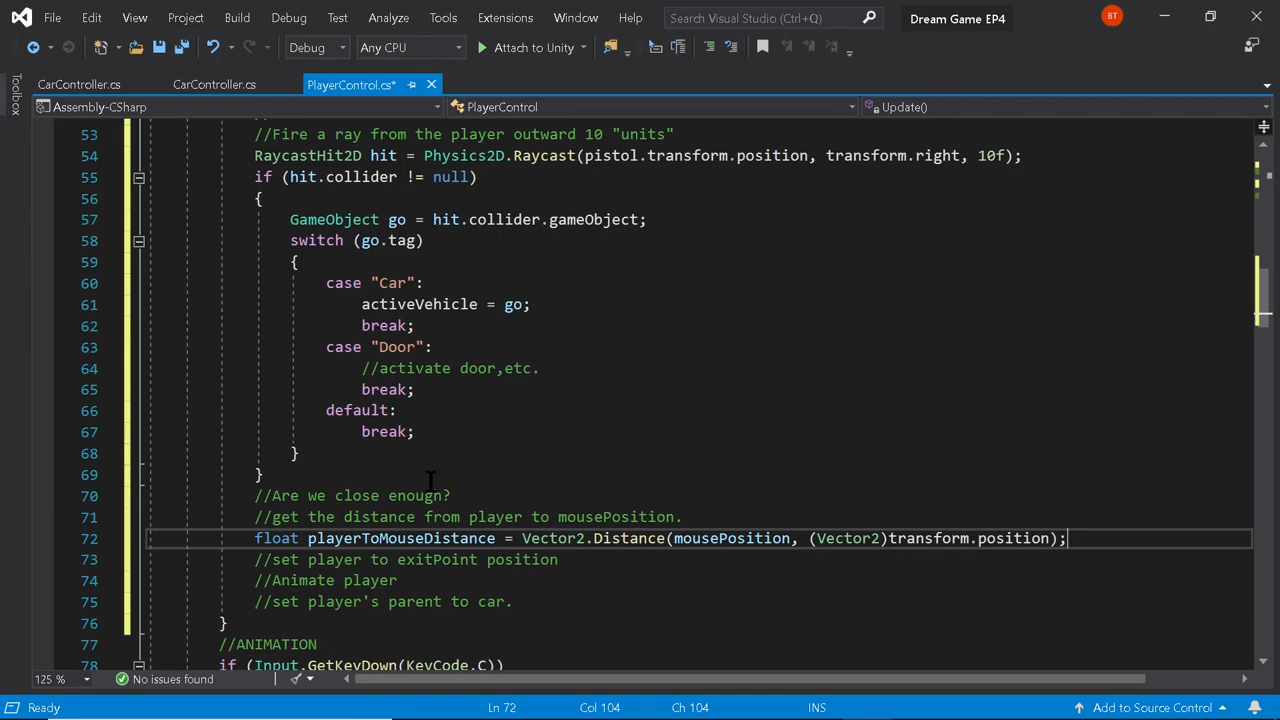 File Edit View Project Build Debug Test Analyze Tools Extensions Window Help Search Visual Studio (Ctrl+Q) Dream Game EP4 BT
Debug Any CPU Attach to Unity
CarController.cs CarController.cs PlayerControl.cs*
Toolbox
Assembly-CSharp PlayerControl Update()
53 //Fire a ray from the player outward 10 "units"
54 RaycastHit2D hit = Physics2D.Raycast(pistol.transform.position, transform.right, 10f);
55 if (hit.collider != null)
56 {
57 GameObject go = hit.collider.gameObject;
58 switch (go.tag)
59 {
60 case "Car":
61 activeVehicle = go;
62 break;
63 case "Door":
64 //activate door,etc.
65 break;
66 default:
67 break;
68 }
69 }
70 //Are we close enough?
71 //get the distance from player to mousePosition.
72 float playerToMouseDistance = Vector2.Distance(mousePosition, (Vector2)transform.position);
73 //set player to exitPoint position
74 //Animate player
75 //set player's parent to car.
76 }
77 //ANIMATION
78 if (Input.GetKeyDown(KeyCode.C))
125 % No issues found
Ready Ln 72 Col 104 Ch 104 INS Add to Source Control